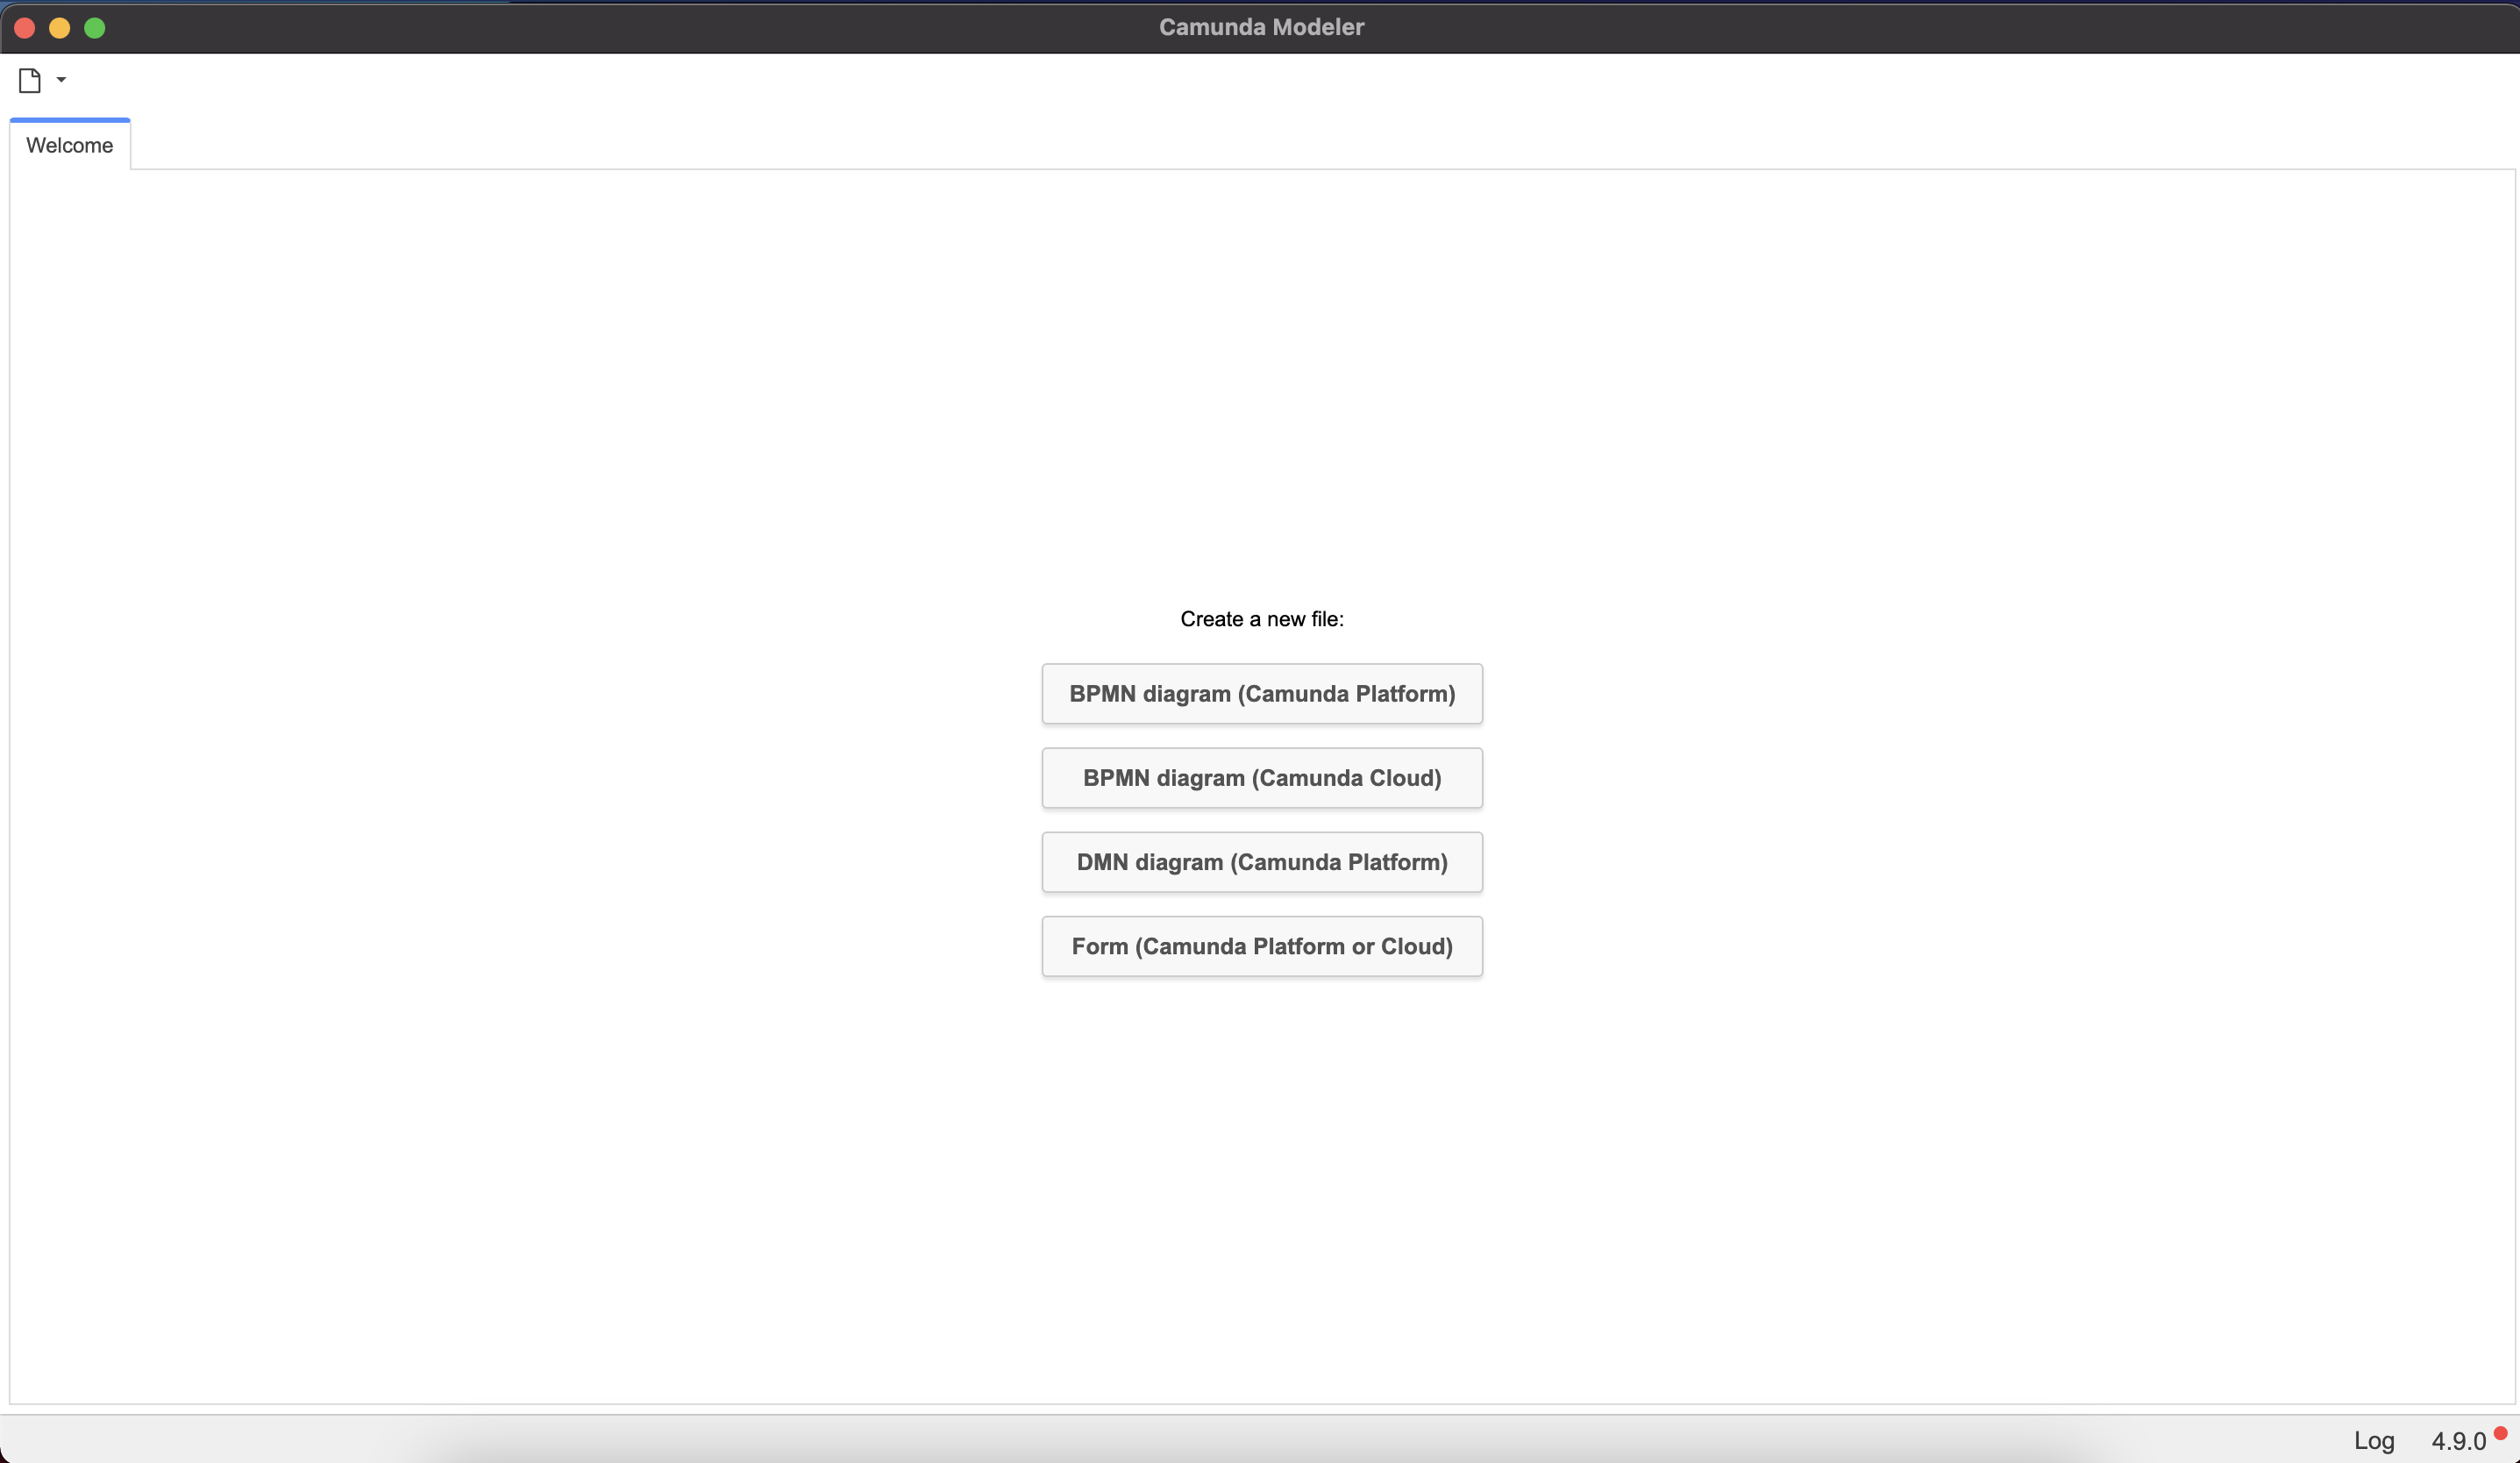 Camunda Modeler
Welcome
Create a new file:
BPMN diagram (Camunda Platform)
BPMN diagram (Camunda Cloud)
DMN diagram (Camunda Platform)
Form (Camunda Platform or Cloud)
Log 4.9.0